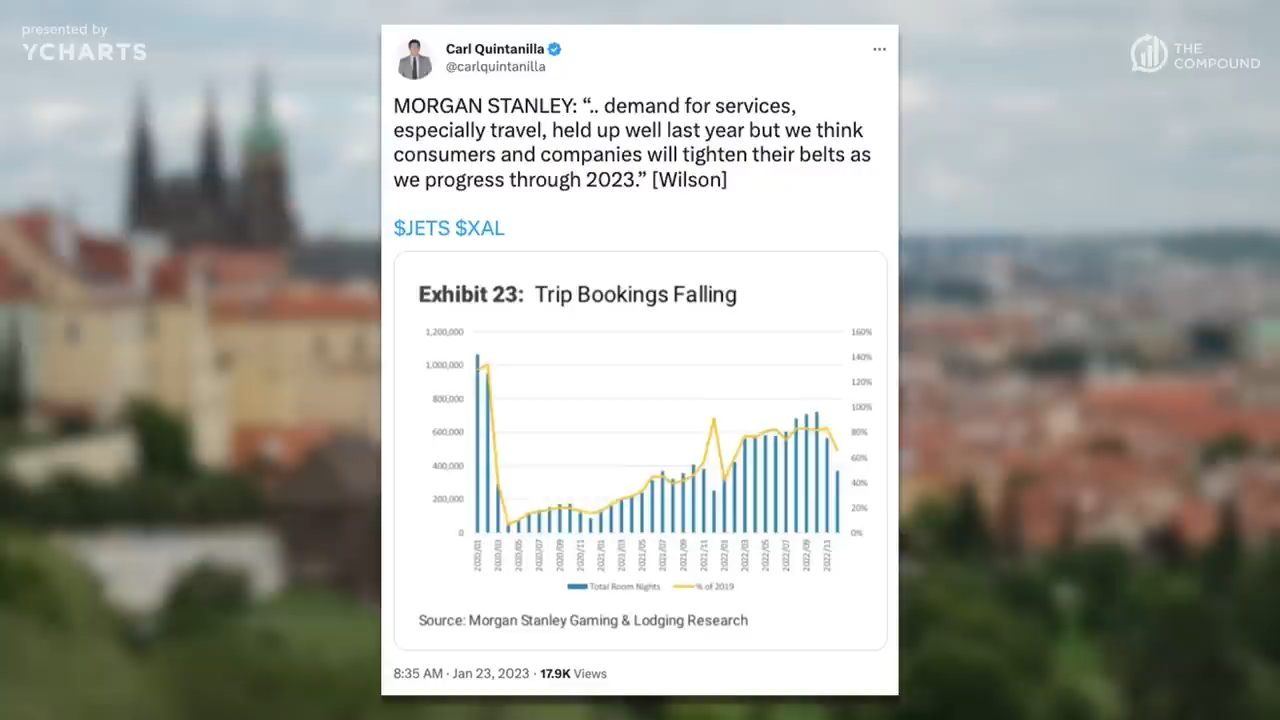 presented by
YCHARTS
THE
COMPOUND
Carl Quintanilla
@carlquintanilla
MORGAN STANLEY: “.. demand for services,
especially travel, held up well last year but we think
consumers and companies will tighten their belts as
we progress through 2023.” [Wilson]
$JETS $XAL
Exhibit 23: Trip Bookings Falling
1,200,000
1,000,000
800,000
600,000
400,000
200,000
0
160%
140%
120%
100%
80%
60%
40%
20%
0%
2020/01
2020/03
2020/05
2020/07
2020/09
2020/11
2021/01
2021/03
2021/05
2021/07
2021/09
2021/11
2022/01
2022/03
2022/05
2022/07
2022/09
2022/11
Total Room Nights
% of 2019
Source: Morgan Stanley Gaming & Lodging Research
8:35 AM · Jan 23, 2023 · 17.9K Views